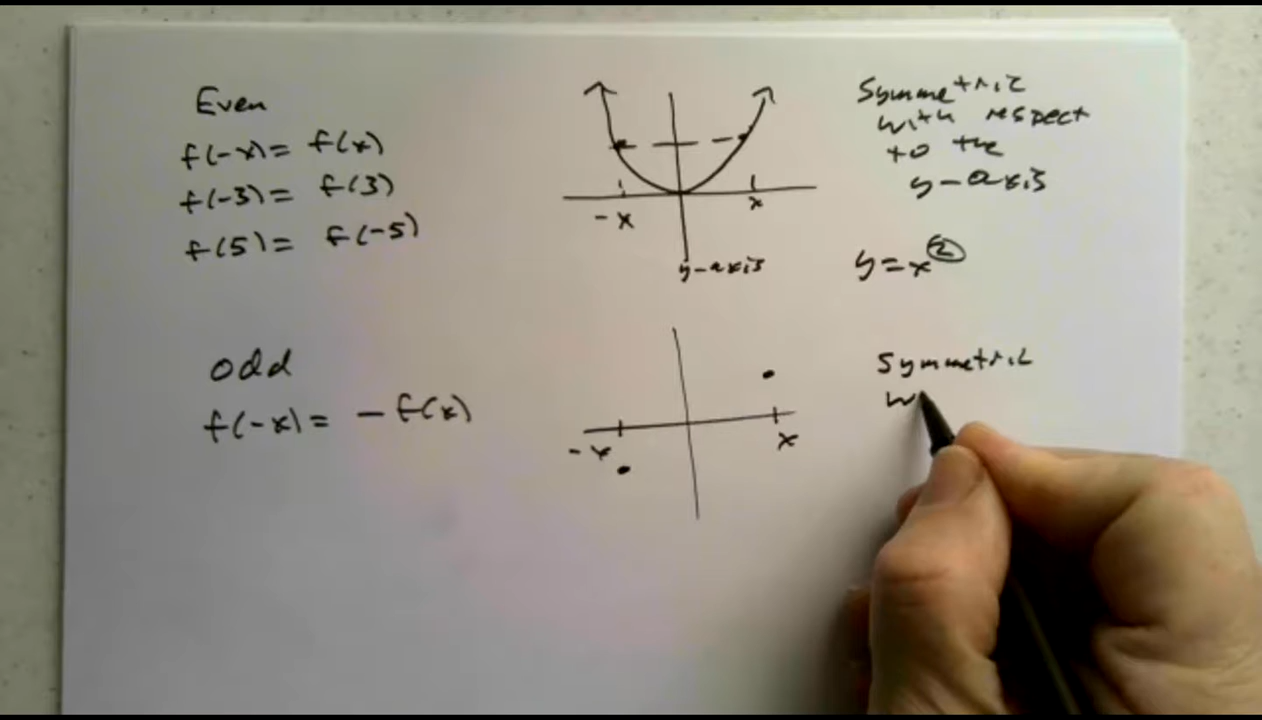 Even
f(-x) = f(x)
f(-3) = f(3)
f(5) = f(-5)
-x
x
y-axis
Symmetric
with respect
to the
y-axis
y = x²
odd
f(-x) = -f(x)
-x
x
Symmetric
w